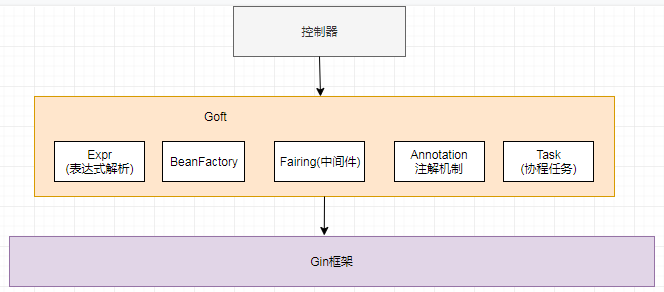 控制器
Goft
Expr
(表达式解析)
BeanFactory
Fairing(中间件)
Annotation
注解机制
Task
(协程任务)
Gin框架